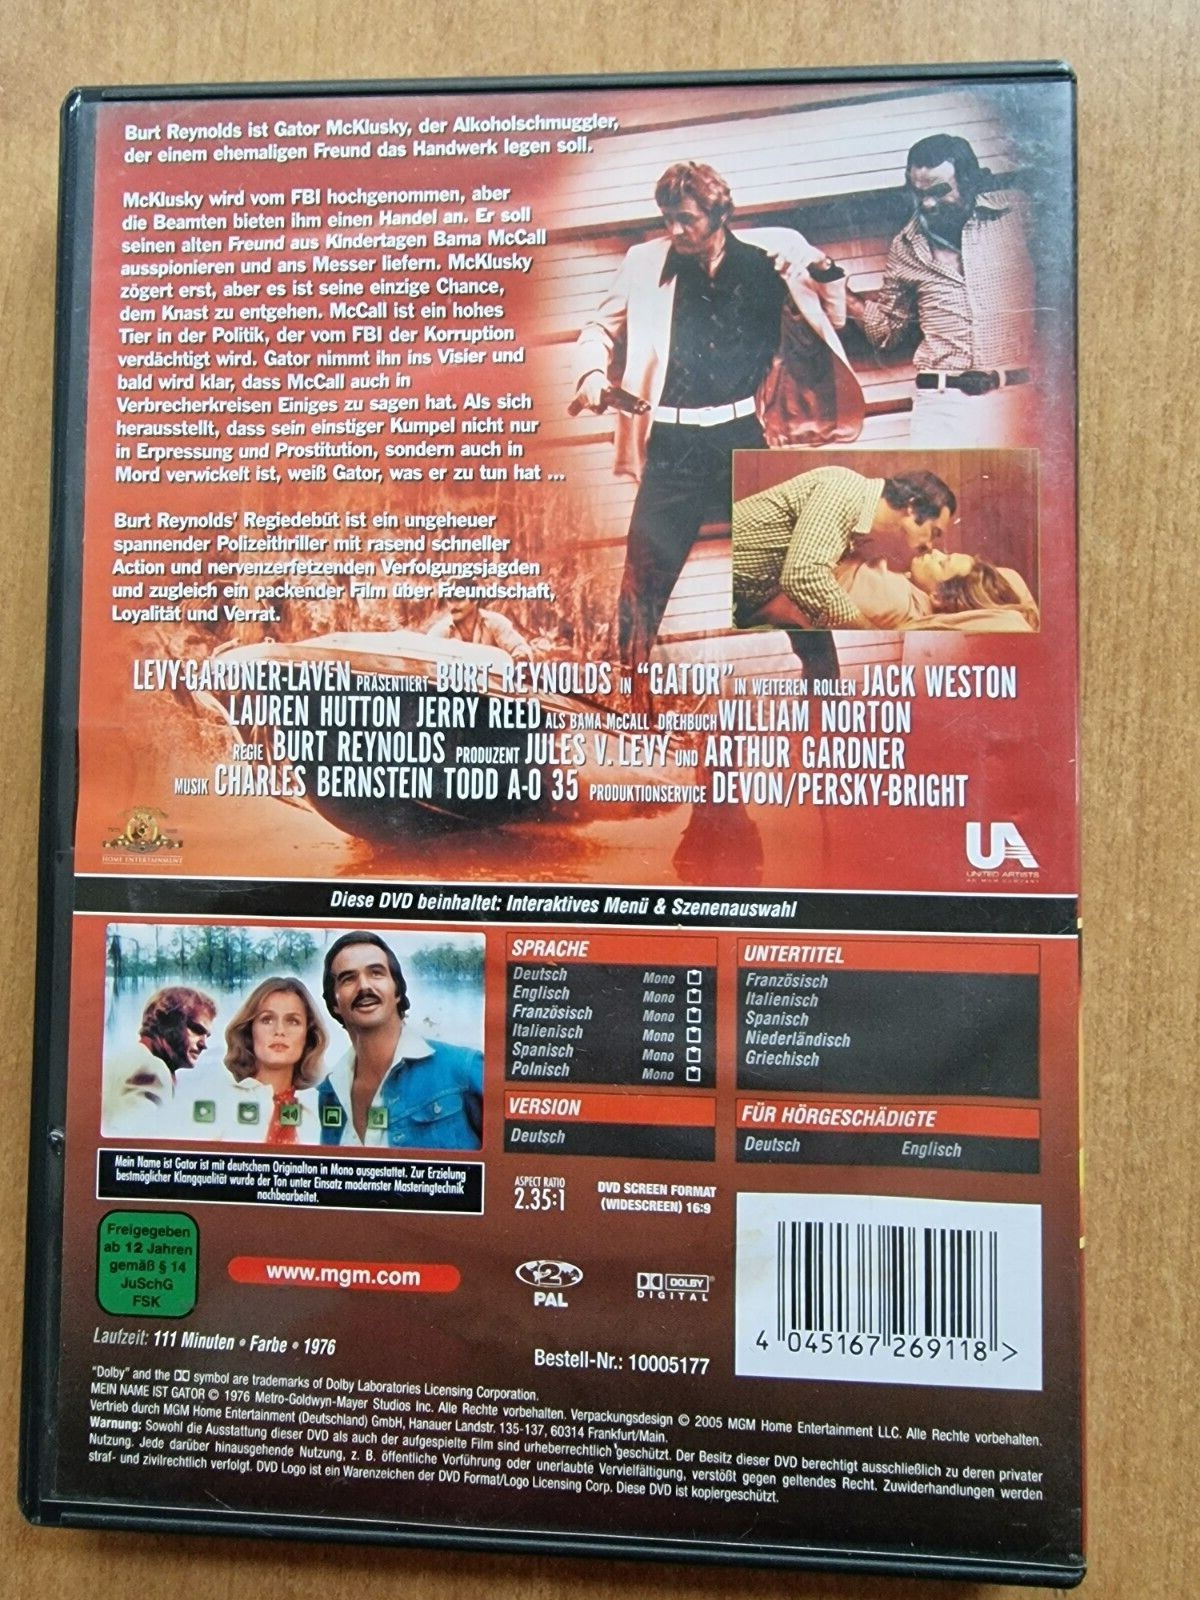 Burt Reynolds ist Gator McKlusky, der Alkoholschmuggler,
der einem ehemaligen Freund das Handwerk legen soll.
McKlusky wird vom FBI hochgenommen, aber
die Beamten bieten ihm einen Handel an. Er soll
seinen alten Freund aus Kindertagen Bama McCall
ausspionieren und ans Messer liefern. McKlusky
zögert erst, aber es ist seine einzige Chance,
dem Knast zu entgehen. McCall ist ein hohes
Tier in der Politik, der vom FBI der Korruption
verdächtigt wird. Gator nimmt ihn ins Visier und
bald wird klar, dass McCall auch in
Verbrecherkreisen Einiges zu sagen hat. Als sich
herausstellt, dass sein einstiger Kumpel nicht nur
in Erpressung und Prostitution, sondern auch in
Mord verwickelt ist, weiß Gator, was er zu tun hat ...
Burt Reynolds' Regiedebüt ist ein ungeheuer
spannender Polizeithriller mit rasend schneller
Action und nervenzerfetzenden Verfolgungsjagden
und zugleich ein packender Film über Freundschaft,
Loyalität und Verrat.
LEVY-GARDNER-LAVEN PRÄSENTIERT BURT REYNOLDS IN "GATOR" IN WEITEREN ROLLEN JACK WESTON
LAUREN HUTTON JERRY REED ALS BAMA McCALL DREHBUCH WILLIAM NORTON
REGIE BURT REYNOLDS PRODUZENT JULES V. LEVY UND ARTHUR GARDNER
MUSIK CHARLES BERNSTEIN TODD A-O 35 PRODUKTIONSERVICE DEVON/PERSKY-BRIGHT
HOME ENTERTAINMENT
UA
UNITED ARTISTS
Diese DVD beinhaltet: Interaktives Menü & Szenenauswahl
SPRACHE
Deutsch Mono
Englisch Mono
Französisch Mono
Italienisch Mono
Spanisch Mono
Polnisch Mono
VERSION
Deutsch
UNTERTITEL
Französisch
Italienisch
Spanisch
Niederländisch
Griechisch
FÜR HÖRGESCHÄDIGTE
Deutsch Englisch
Mein Name ist Gator ist mit deutschem Originalton in Mono ausgestattet. Zur Erzielung
bestmöglicher Klangqualität wurde der Ton unter Einsatz modernster Masteringtechnik
nachbearbeitet.
ASPECT RATIO
2.35:1
DVD SCREEN FORMAT
(WIDESCREEN) 16:9
Freigegeben
ab 12 Jahren
gemäß § 14
JuSchG
FSK
www.mgm.com
2
PAL
DOLBY
DIGITAL
4 045167 269118 >
Laufzeit: 111 Minuten • Farbe • 1976
Bestell-Nr.: 10005177
"Dolby" and the DD symbol are trademarks of Dolby Laboratories Licensing Corporation.
MEIN NAME IST GATOR © 1976 Metro-Goldwyn-Mayer Studios Inc. Alle Rechte vorbehalten. Verpackungsdesign © 2005 MGM Home Entertainment LLC. Alle Rechte vorbehalten.
Vertrieb durch MGM Home Entertainment (Deutschland) GmbH, Hanauer Landstr. 135-137, 60314 Frankfurt/Main.
Warnung: Sowohl die Ausstattung dieser DVD als auch der aufgespielte Film sind urheberrechtlich geschützt. Der Besitz dieser DVD berechtigt ausschließlich zu deren privater
Nutzung. Jede darüber hinausgehende Nutzung, z. B. öffentliche Vorführung oder unerlaubte Vervielfältigung, verstößt gegen geltendes Recht. Zuwiderhandlungen werden
straf- und zivilrechtlich verfolgt. DVD Logo ist ein Warenzeichen der DVD Format/Logo Licensing Corp. Diese DVD ist kopiergeschützt.